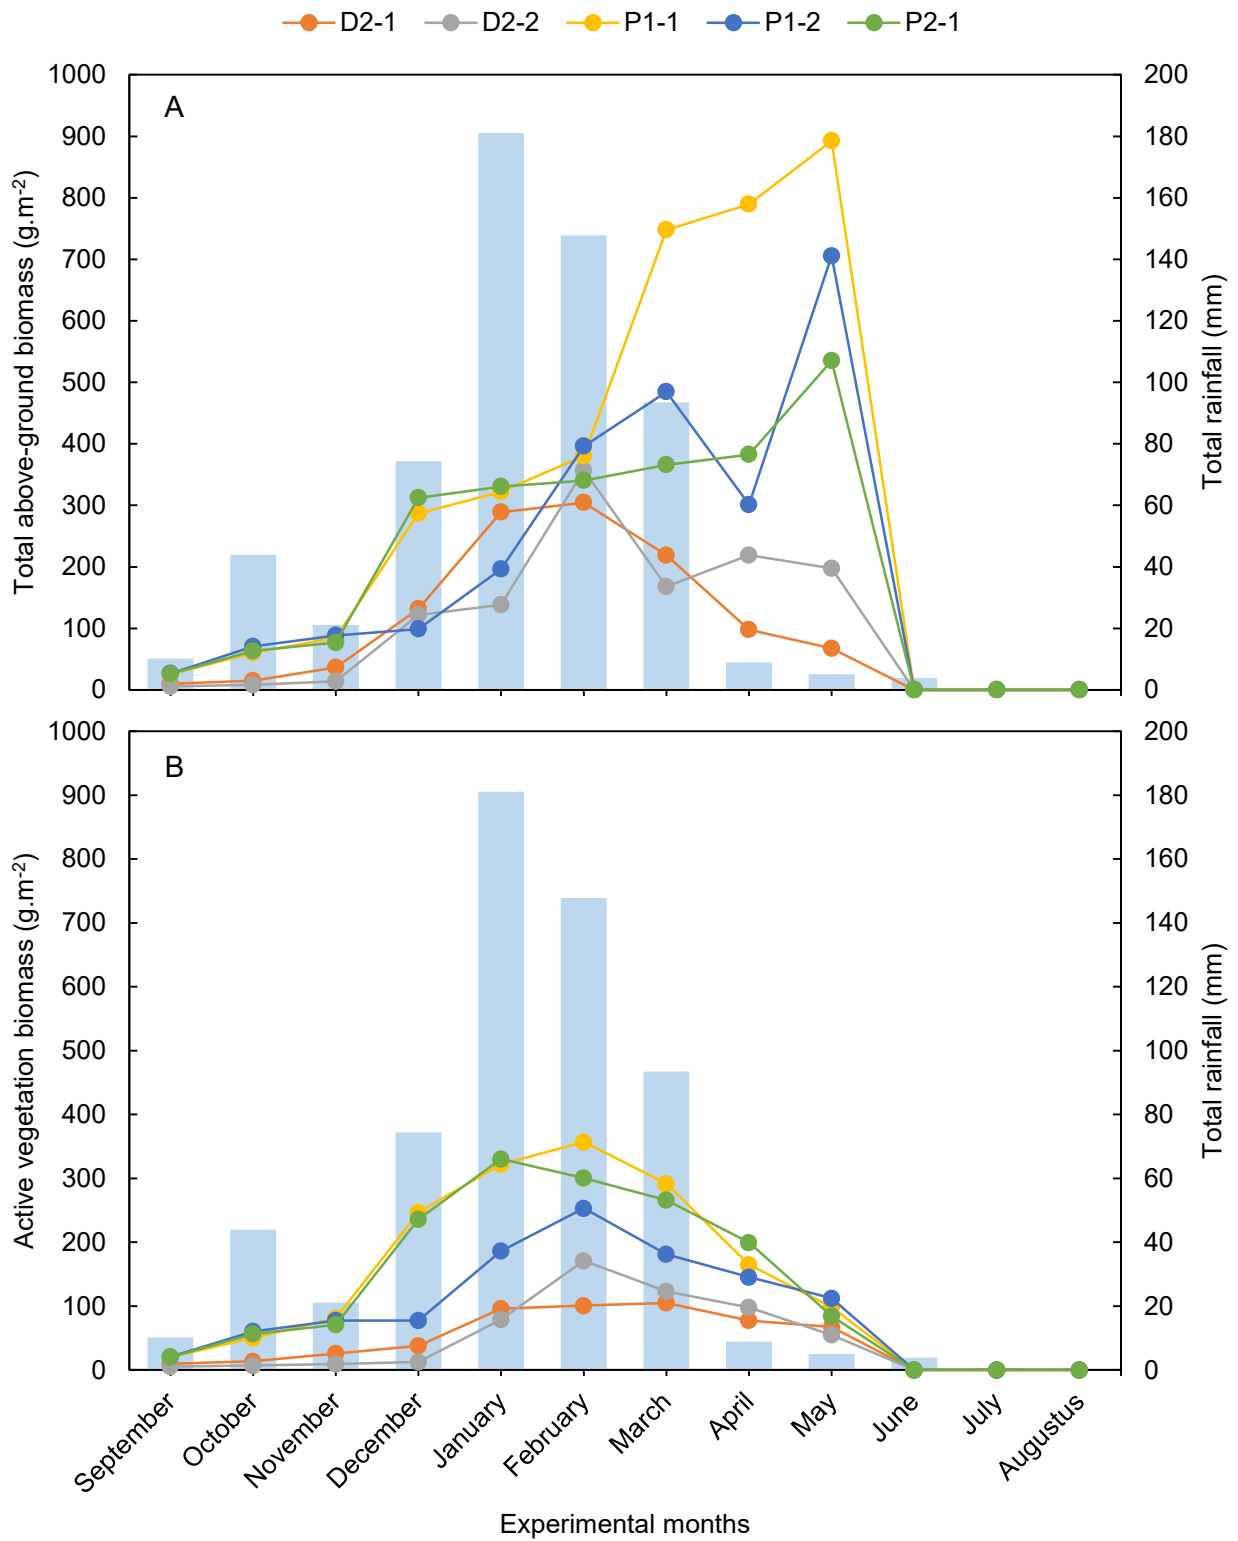 D2-1 D2-2 P1-1 P1-2 P2-1
A
Total above-ground biomass (g.m-2)
1000
900
800
700
600
500
400
300
200
100
0
200
180
160
140
120
100
80
60
40
20
0
Total rainfall (mm)
B
Active vegetation biomass (g.m-2)
1000
900
800
700
600
500
400
300
200
100
0
200
180
160
140
120
100
80
60
40
20
0
Total rainfall (mm)
September
October
November
December
January
February
March
April
May
June
July
Augustus
Experimental months